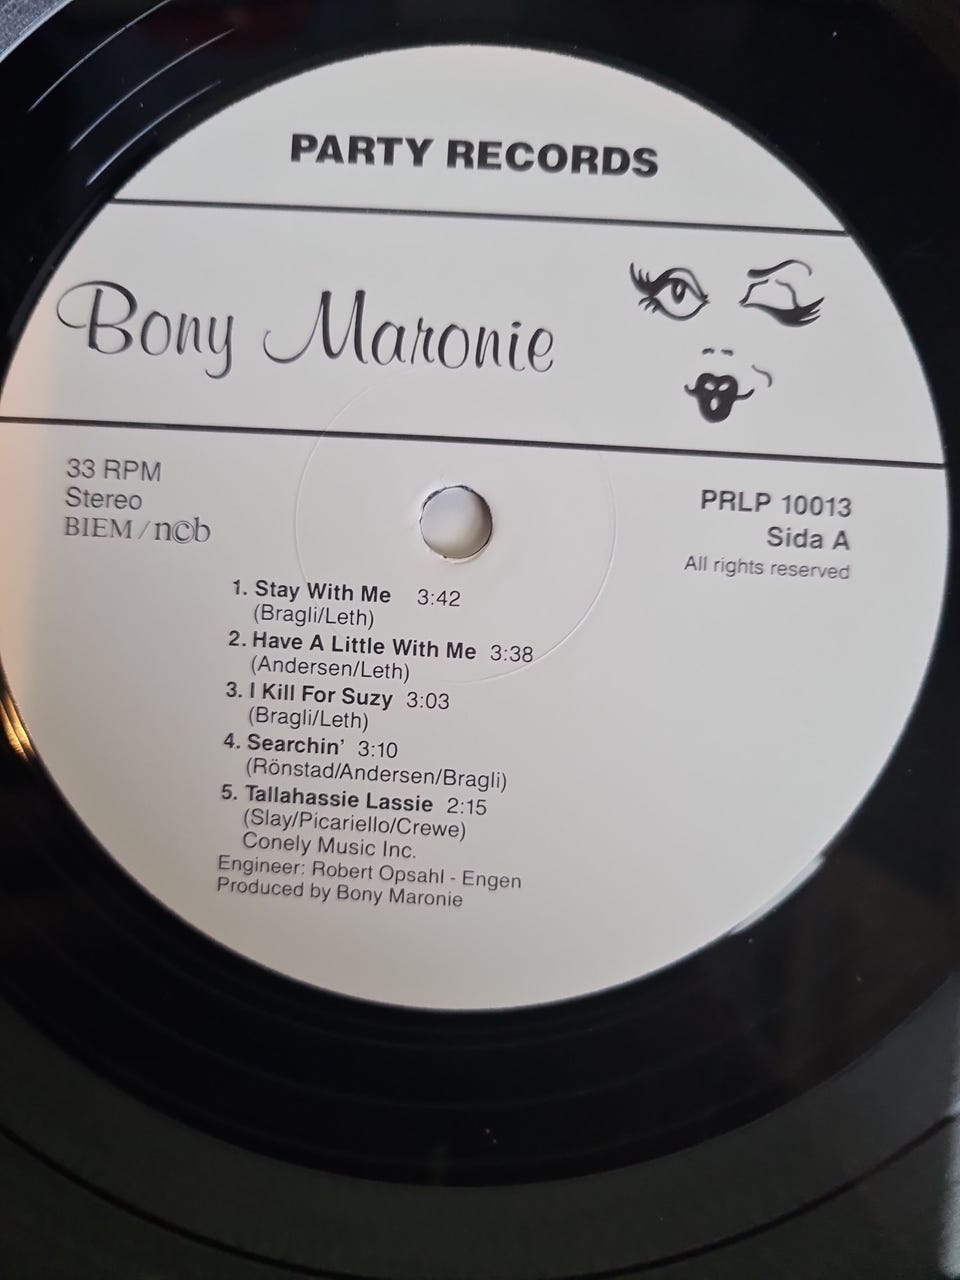 PARTY RECORDS
Bony Maronie
33 RPM
Stereo
BIEM / n©b
PRLP 10013
Sida A
All rights reserved
1. Stay With Me 3:42
(Bragli/Leth)
2. Have A Little With Me 3:38
(Andersen/Leth)
3. I Kill For Suzy 3:03
(Bragli/Leth)
4. Searchin' 3:10
(Rönstad/Andersen/Bragli)
5. Tallahassie Lassie 2:15
(Slay/Picariello/Crewe)
Conely Music Inc.
Engineer: Robert Opsahl - Engen
Produced by Bony Maronie